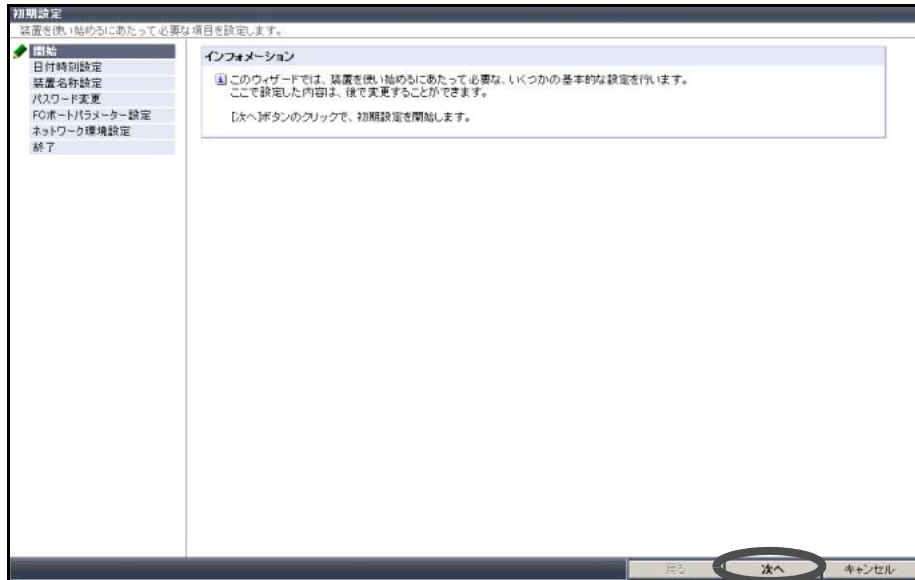 初期設定
装置を使い始めるにあたって必要な項目を設定します。
開始
日付時刻設定
装置名称設定
パスワード変更
FCポートパラメーター設定
ネットワーク環境設定
終了
インフォメーション
このウィザードでは、装置を使い始めるにあたって必要な、いくつかの基本的な設定を行います。
ここで設定した内容は、後で変更することができます。
[次へ]ボタンのクリックで、初期設定を開始します。
戻る
次へ
キャンセル